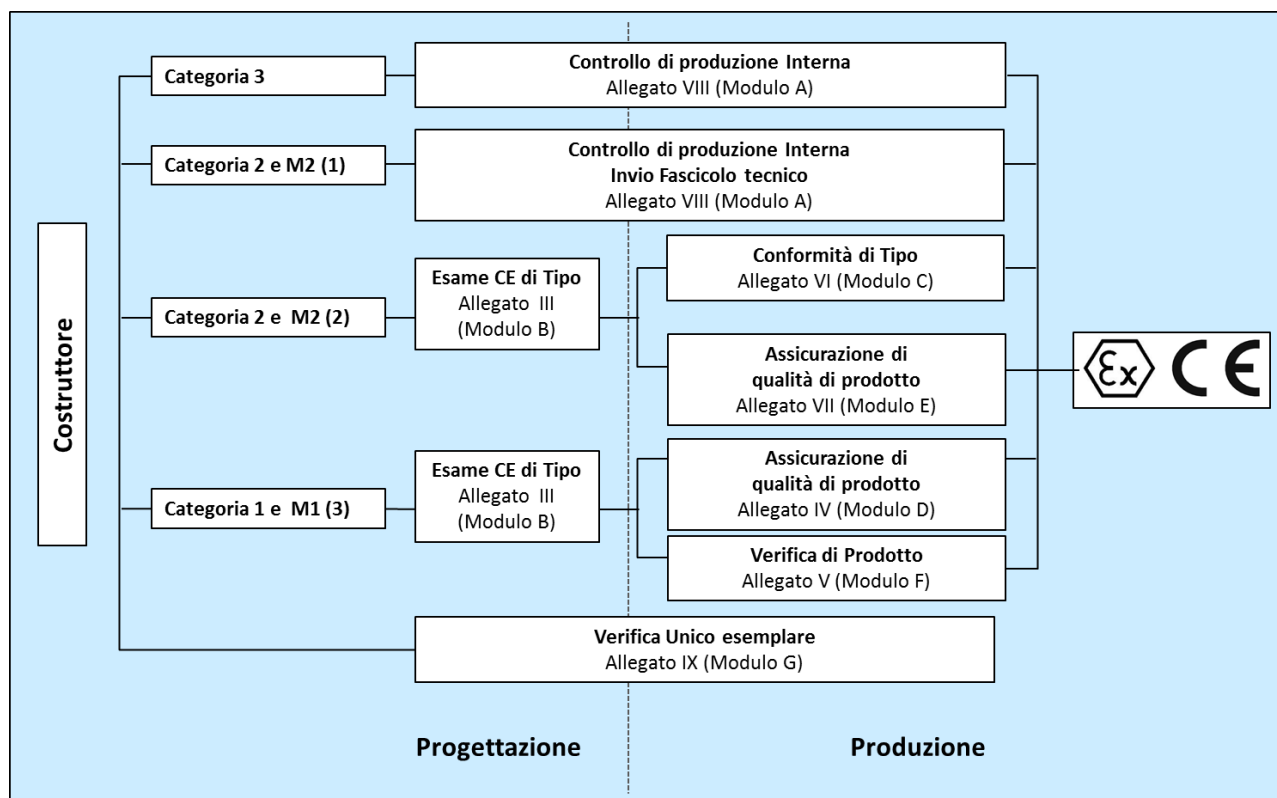 Costruttore
Categoria 3
Controllo di produzione Interna
Allegato VIII (Modulo A)
Categoria 2 e M2 (1)
Controllo di produzione Interna
Invio Fascicolo tecnico
Allegato VIII (Modulo A)
Categoria 2 e M2 (2)
Esame CE di Tipo
Allegato III
(Modulo B)
Conformità di Tipo
Allegato VI (Modulo C)
Assicurazione di
qualità di prodotto
Allegato VII (Modulo E)
Categoria 1 e M1 (3)
Esame CE di Tipo
Allegato III
(Modulo B)
Assicurazione di
qualità di prodotto
Allegato IV (Modulo D)
Verifica di Prodotto
Allegato V (Modulo F)
Verifica Unico esemplare
Allegato IX (Modulo G)
Ex CE
Progettazione
Produzione